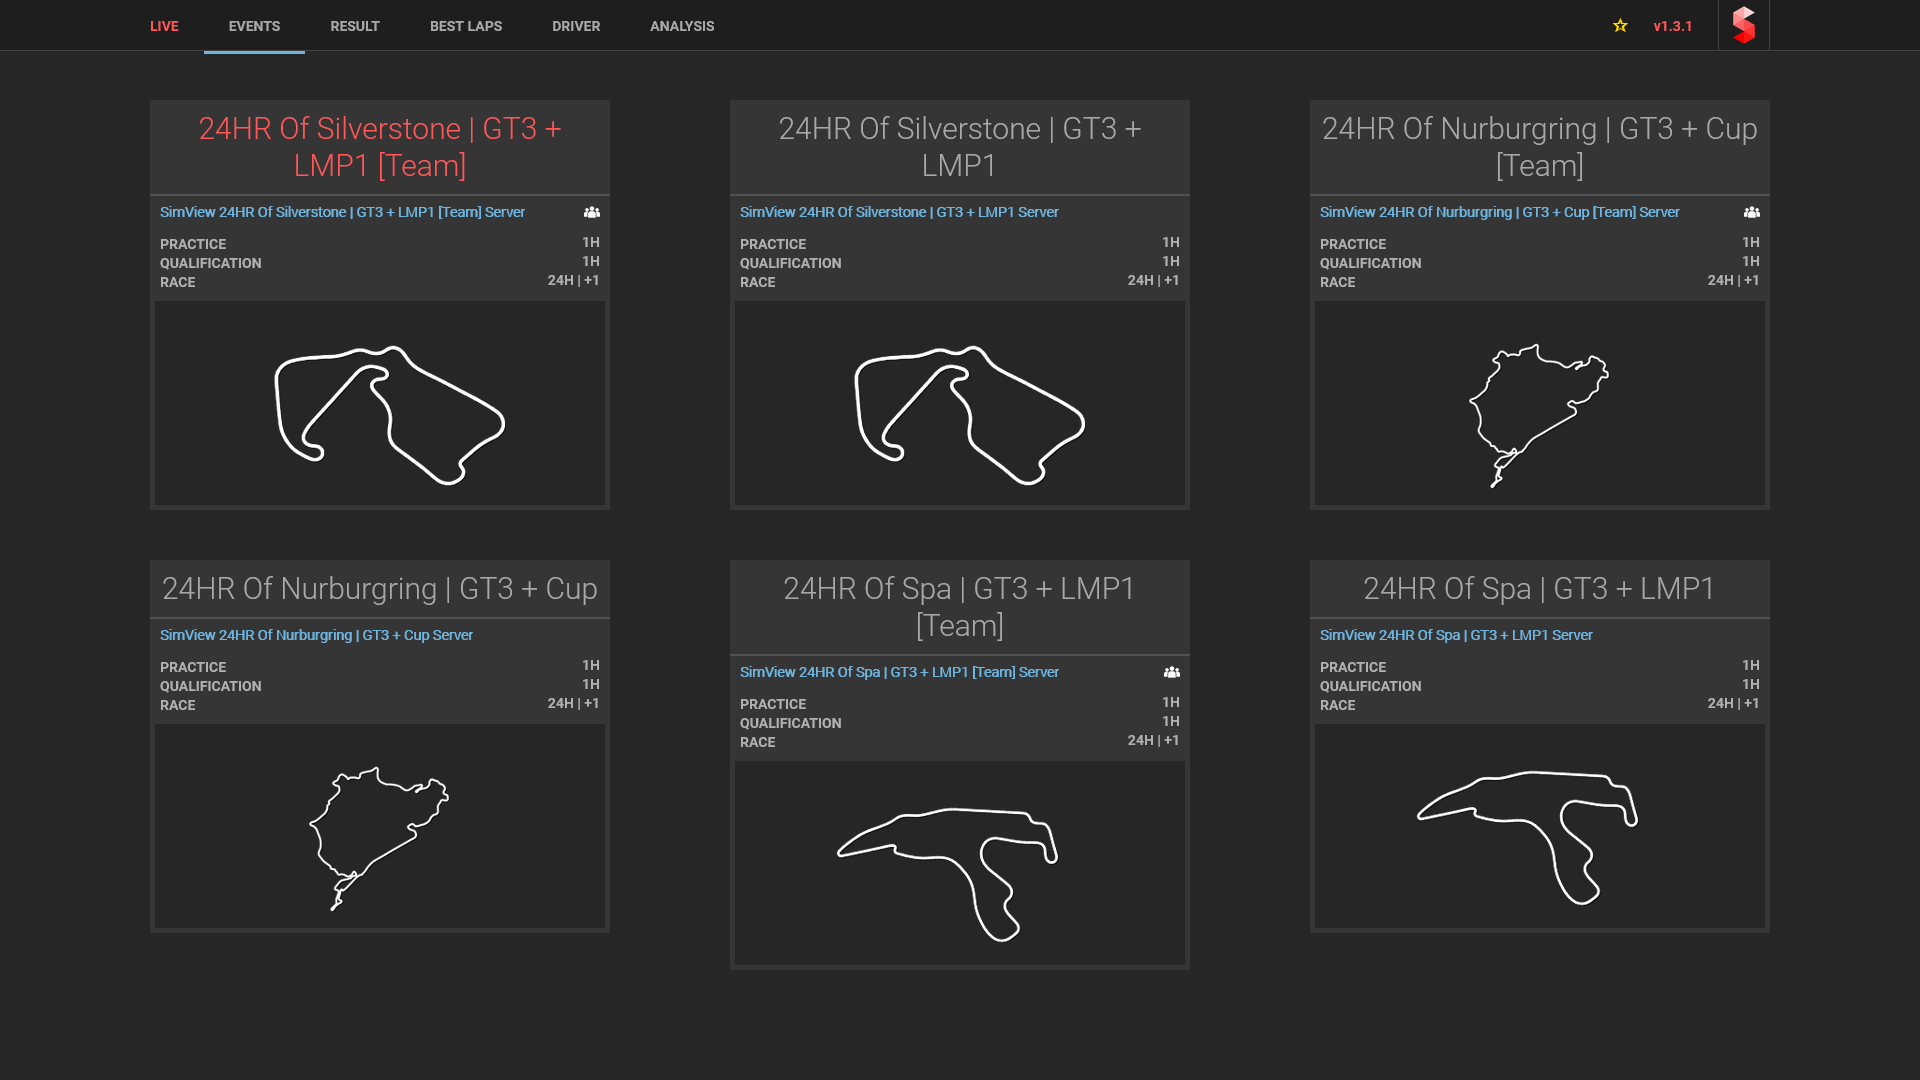 LIVE EVENTS RESULT BEST LAPS DRIVER ANALYSIS v1.3.1
24HR Of Silverstone | GT3 +
LMP1 [Team]
SimView 24HR Of Silverstone | GT3 + LMP1 [Team] Server
PRACTICE 1H
QUALIFICATION 1H
RACE 24H | +1
24HR Of Silverstone | GT3 +
LMP1
SimView 24HR Of Silverstone | GT3 + LMP1 Server
PRACTICE 1H
QUALIFICATION 1H
RACE 24H | +1
24HR Of Nurburgring | GT3 + Cup
[Team]
SimView 24HR Of Nurburgring | GT3 + Cup [Team] Server
PRACTICE 1H
QUALIFICATION 1H
RACE 24H | +1
24HR Of Nurburgring | GT3 + Cup
SimView 24HR Of Nurburgring | GT3 + Cup Server
PRACTICE 1H
QUALIFICATION 1H
RACE 24H | +1
24HR Of Spa | GT3 + LMP1
[Team]
SimView 24HR Of Spa | GT3 + LMP1 [Team] Server
PRACTICE 1H
QUALIFICATION 1H
RACE 24H | +1
24HR Of Spa | GT3 + LMP1
SimView 24HR Of Spa | GT3 + LMP1 Server
PRACTICE 1H
QUALIFICATION 1H
RACE 24H | +1